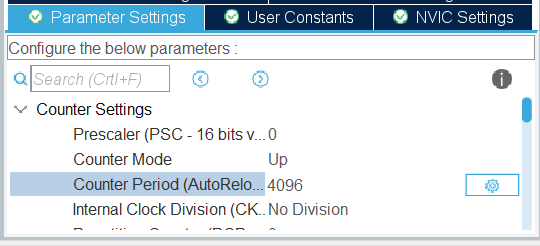 Parameter Settings
User Constants
NVIC Settings
Configure the below parameters :
Search (Crtl+F)
Counter Settings
Prescaler (PSC - 16 bits v... 0
Counter Mode Up
Counter Period (AutoRelo... 4096
Internal Clock Division (CK... No Division